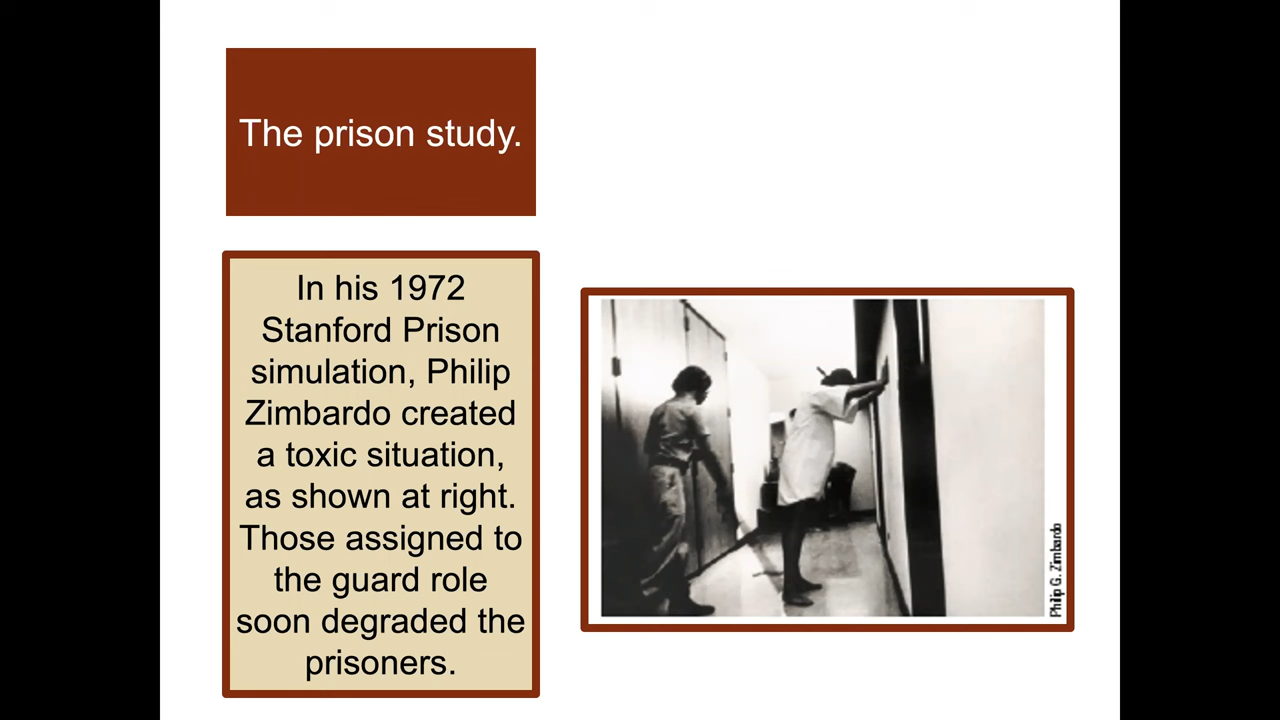 The prison study.
In his 1972
Stanford Prison
simulation, Philip
Zimbardo created
a toxic situation,
as shown at right.
Those assigned to
the guard role
soon degraded the
prisoners.
Philip G. Zimbardo